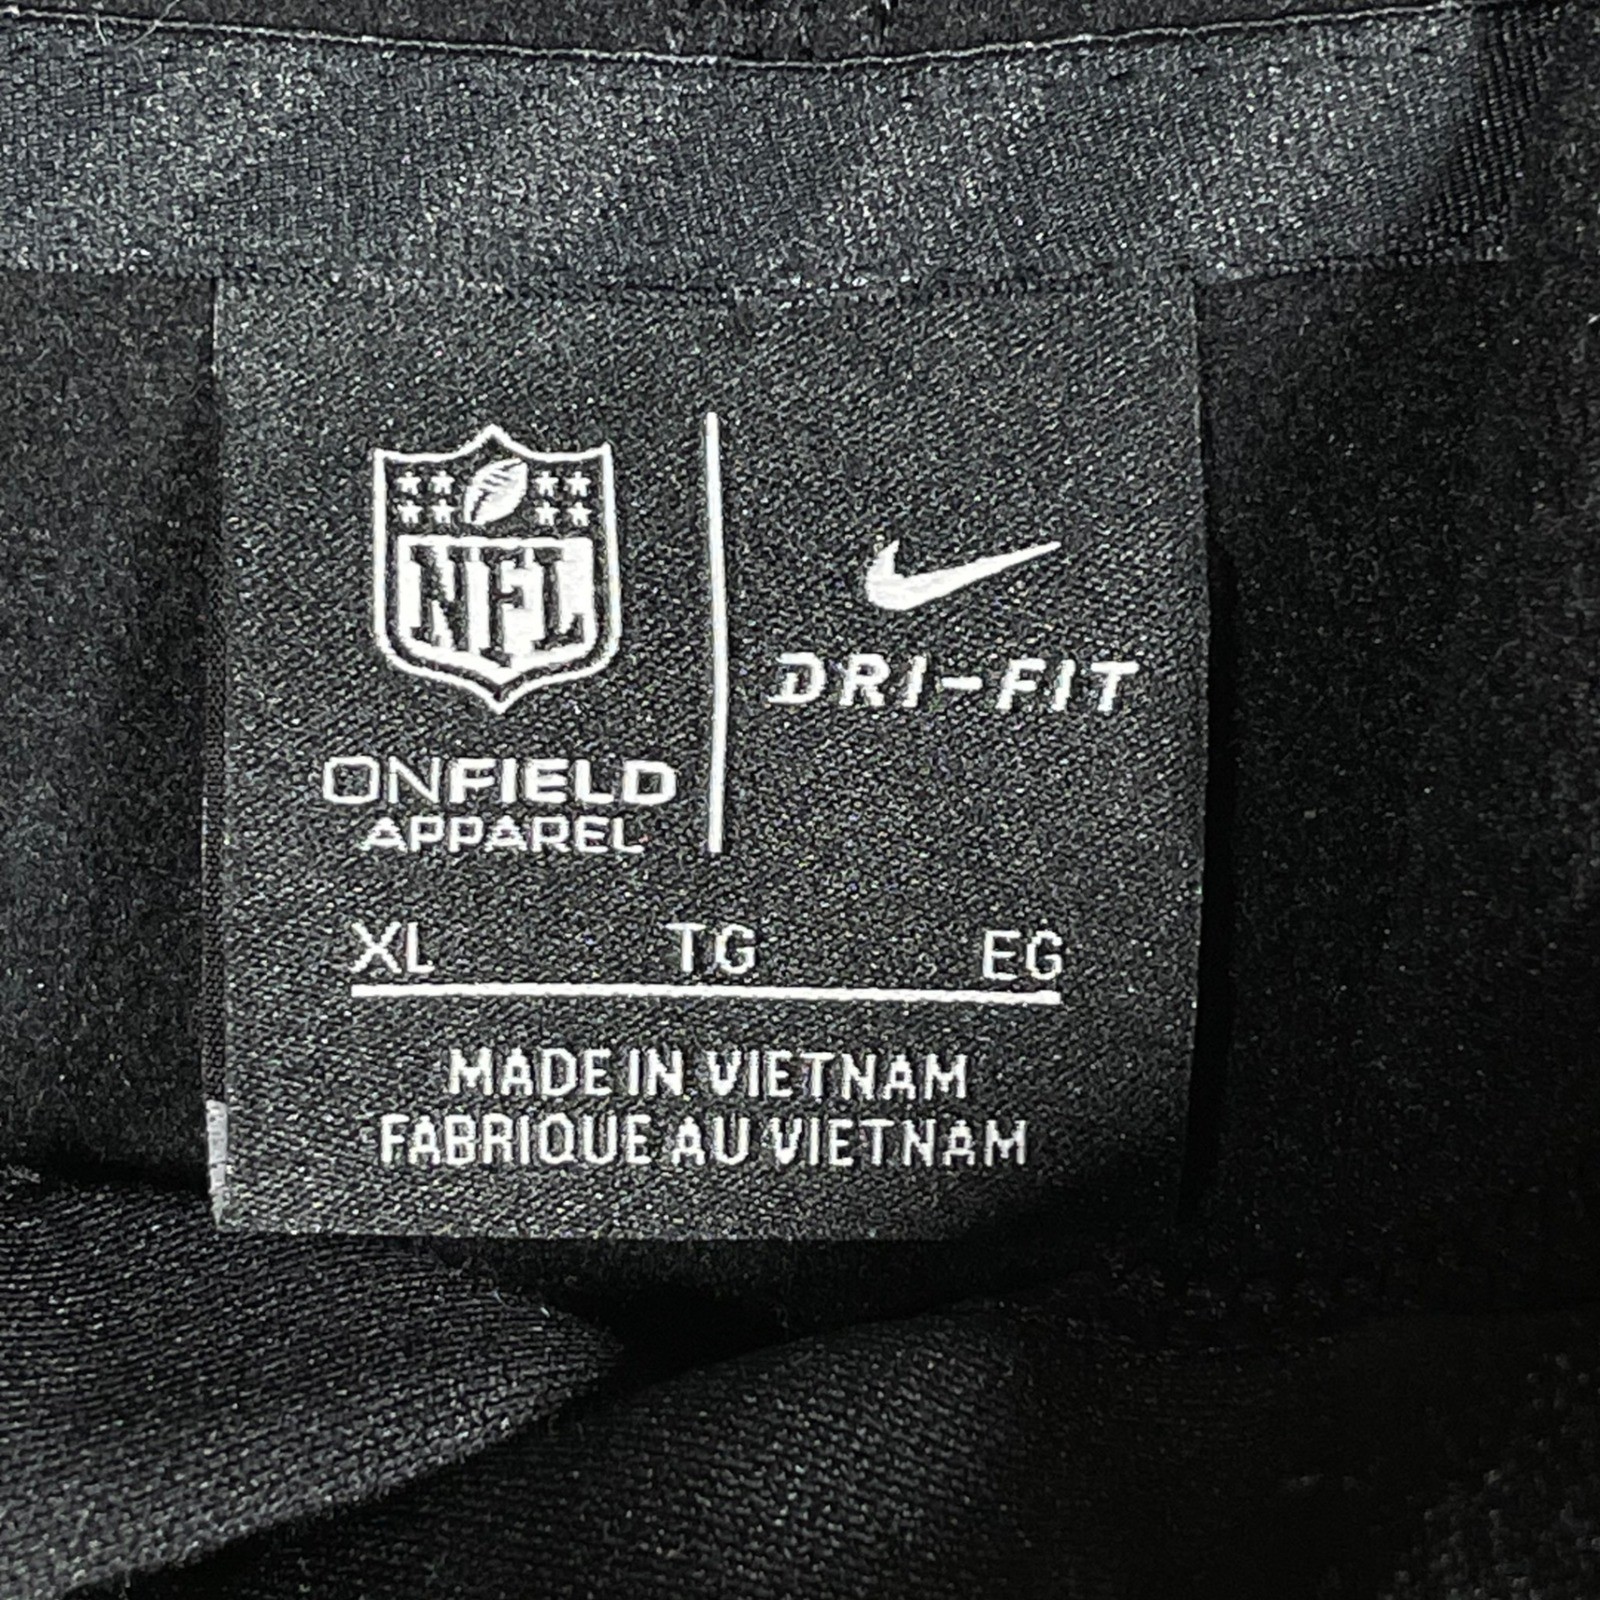 NFL
ONFIELD
APPAREL
DRI-FIT
XL TG EG
MADE IN VIETNAM
FABRIQUE AU VIETNAM